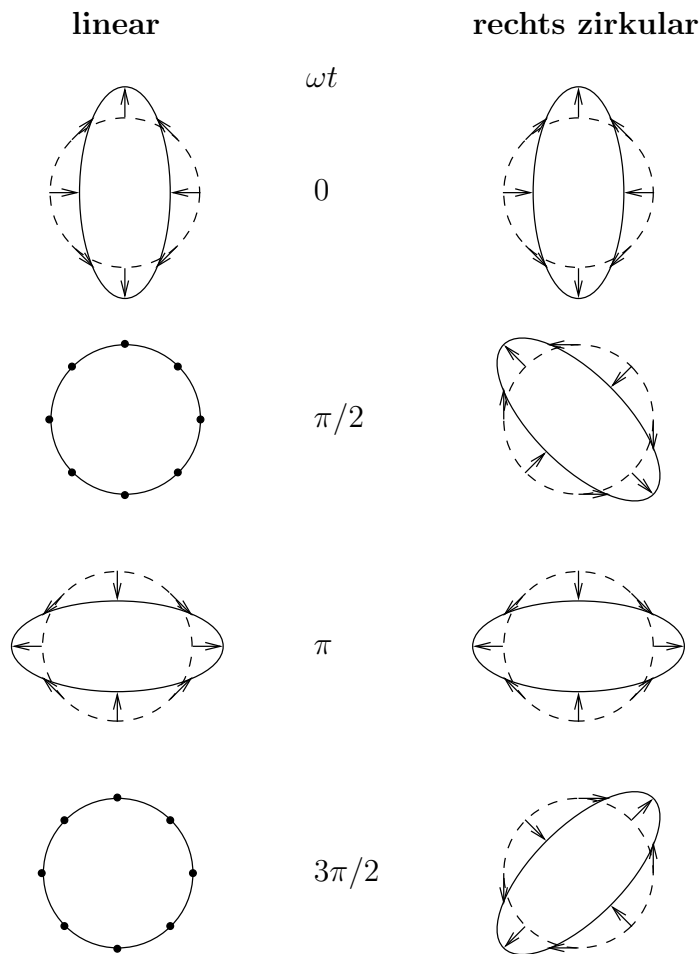 linear rechts zirkular
ωt
0
π/2
π
3π/2